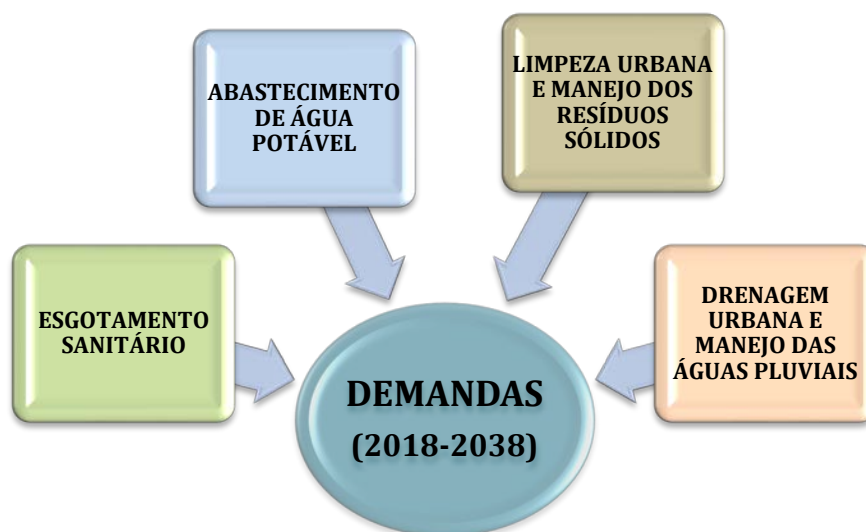 ABASTECIMENTO
DE ÁGUA
POTÁVEL
LIMPEZA URBANA
E MANEJO DOS
RESÍDUOS
SÓLIDOS
ESGOTAMENTO
SANITÁRIO
DRENAGEM
URBANA E
MANEJO DAS
ÁGUAS PLUVIAIS
DEMANDAS
(2018-2038)